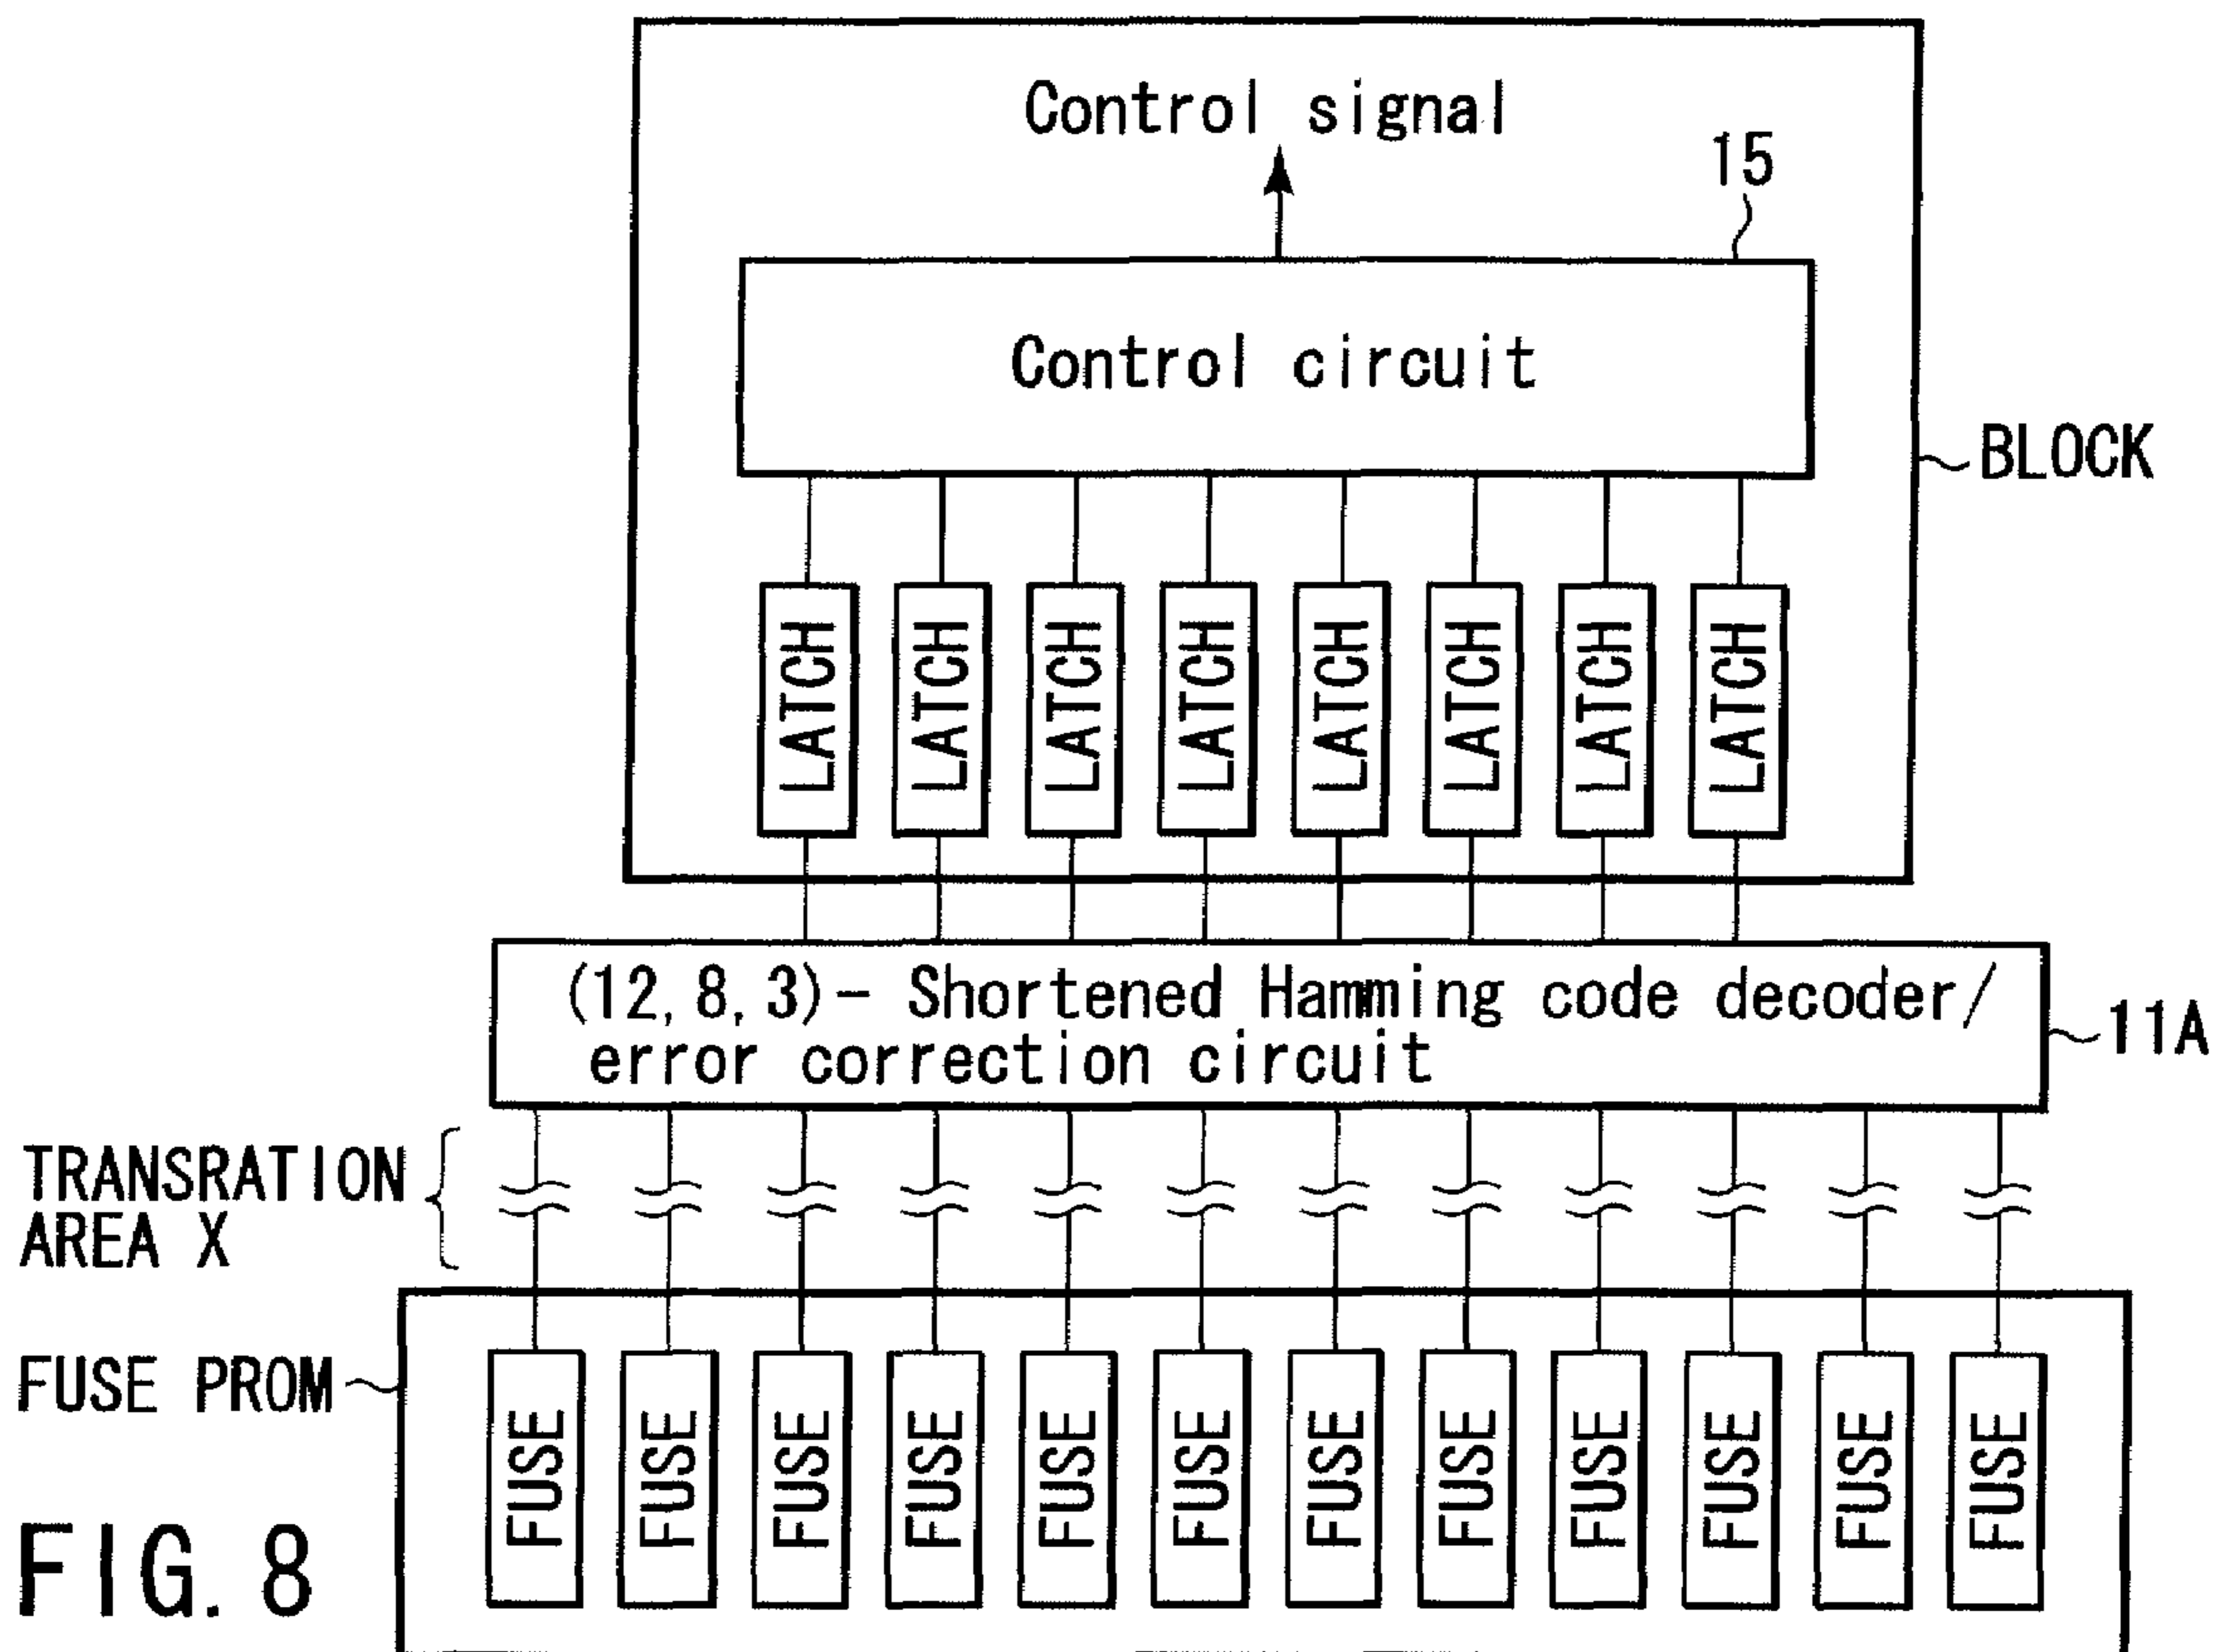 Control signal
15
Control circuit
BLOCK
LATCH
LATCH
LATCH
LATCH
LATCH
LATCH
LATCH
LATCH
(12, 8, 3)- Shortened Hamming code decoder/
error correction circuit
11A
TRANSRATION
AREA X
FUSE PROM
FUSE
FUSE
FUSE
FUSE
FUSE
FUSE
FUSE
FUSE
FUSE
FUSE
FUSE
FUSE
FIG. 8